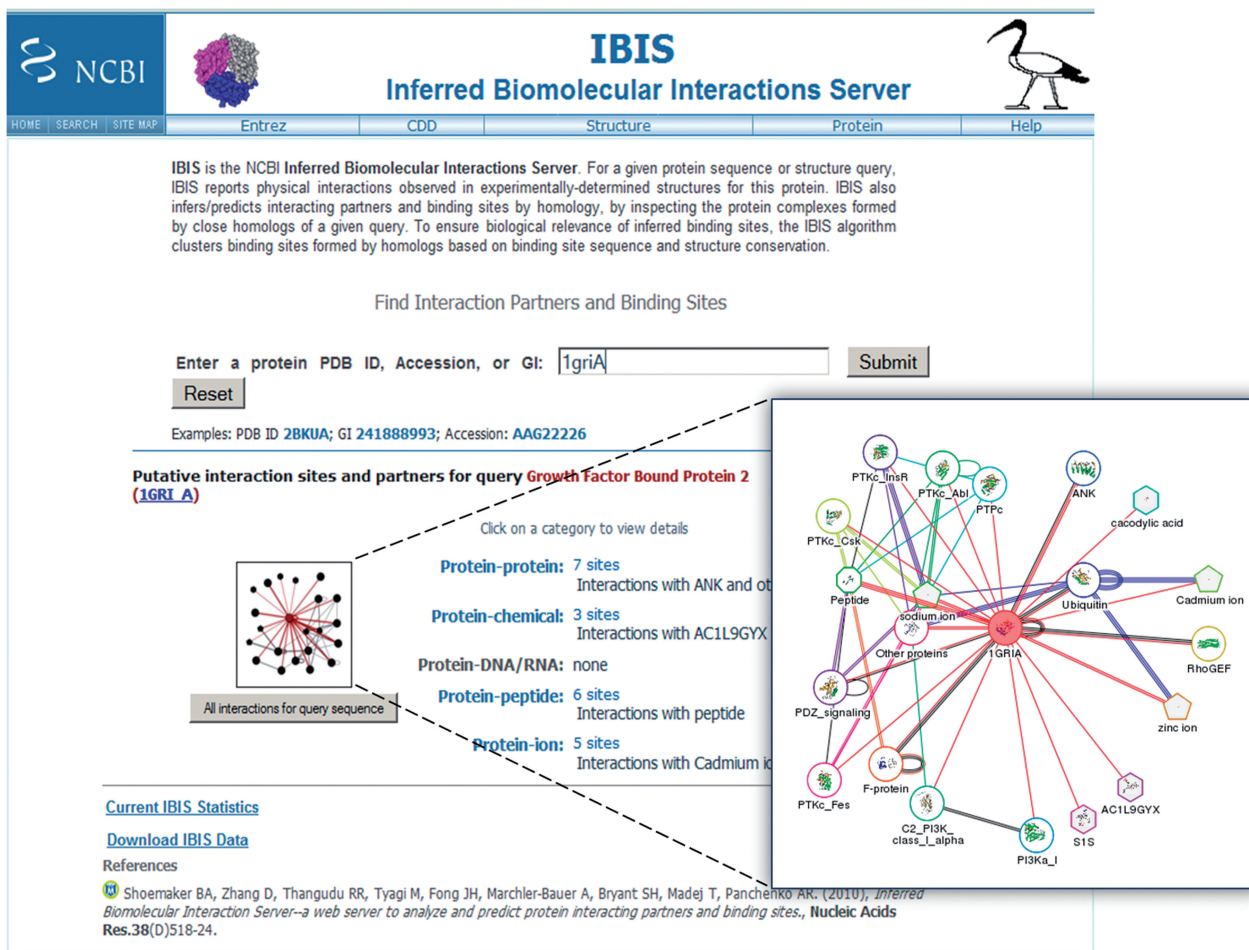 NCBI
IBIS
Inferred Biomolecular Interactions Server
HOME SEARCH SITE MAP
Entrez CDD Structure Protein Help
IBIS is the NCBI Inferred Biomolecular Interactions Server. For a given protein sequence or structure query,
IBIS reports physical interactions observed in experimentally-determined structures for this protein. IBIS also
infers/predicts interacting partners and binding sites by homology, by inspecting the protein complexes formed
by close homologs of a given query. To ensure biological relevance of inferred binding sites, the IBIS algorithm
clusters binding sites formed by homologs based on binding site sequence and structure conservation.
Find Interaction Partners and Binding Sites
Enter a protein PDB ID, Accession, or GI: 1griA Submit
Reset
Examples: PDB ID 2BKUA; GI 241888993; Accession: AAG22226
Putative interaction sites and partners for query Growth Factor Bound Protein 2
(1GRI A)
Click on a category to view details
Protein-protein: 7 sites
Interactions with ANK and ot
Protein-chemical: 3 sites
Interactions with AC1L9GYX
Protein-DNA/RNA: none
Protein-peptide: 6 sites
Interactions with peptide
Protein-ion: 5 sites
Interactions with Cadmium ic
All interactions for query sequence
PTKc_InsR
PTKc_Abl
PTPc
ANK
cacodylic acid
PTKc_Csk
Peptide
sodium ion
Ubiquitin
Cadmium ion
Other proteins
1GRIA
RhoGEF
PDZ_signaling
zinc ion
PTKc_Fes
F-protein
C2_PI3K_
class_I_alpha
PI3Ka_I
S1S
AC1L9GYX
Current IBIS Statistics
Download IBIS Data
References
Shoemaker BA, Zhang D, Thangudu RR, Tyagi M, Fong JH, Marchler-Bauer A, Bryant SH, Madej T, Panchenko AR. (2010), Inferred
Biomolecular Interaction Server--a web server to analyze and predict protein interacting partners and binding sites., Nucleic Acids
Res.38(D)518-24.